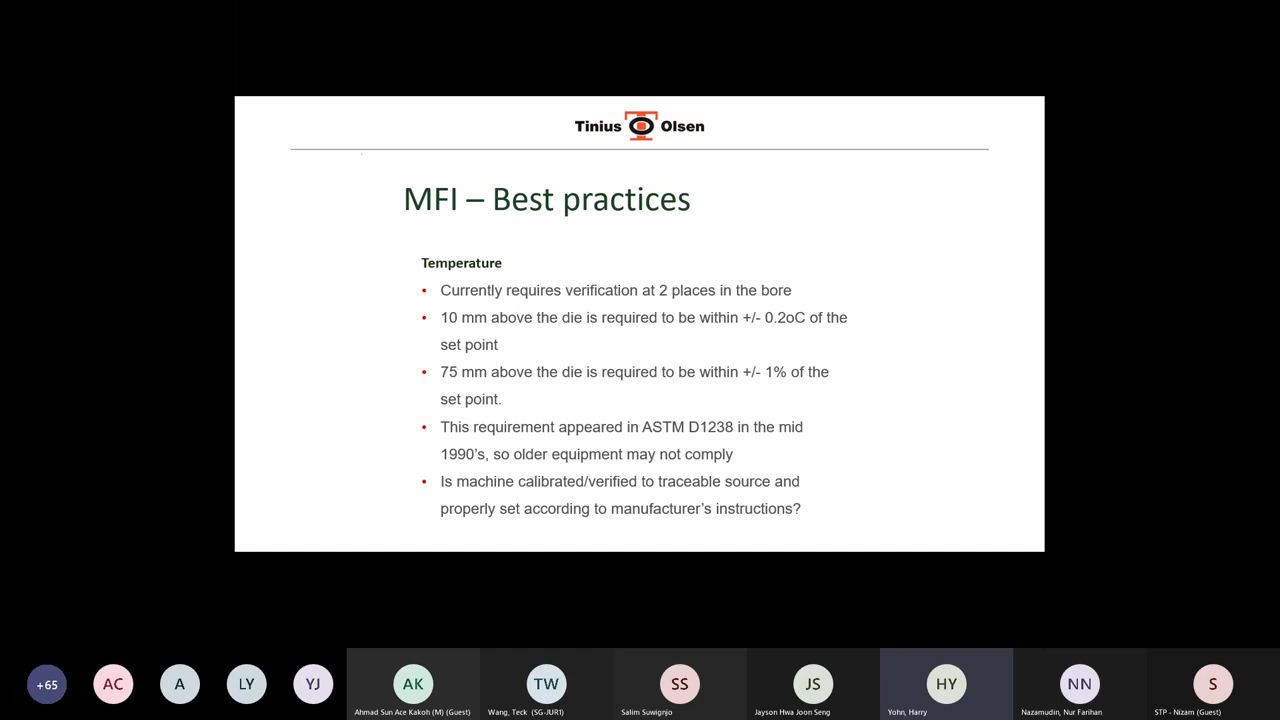 Tinius Olsen
MFI – Best practices
Temperature
• Currently requires verification at 2 places in the bore
• 10 mm above the die is required to be within +/- 0.2oC of the
set point
• 75 mm above the die is required to be within +/- 1% of the
set point.
• This requirement appeared in ASTM D1238 in the mid
1990’s, so older equipment may not comply
• Is machine calibrated/verified to traceable source and
properly set according to manufacturer’s instructions?
+65 AC A LY YJ AK TW SS JS HY NN S
Ahmad Sun Ace Kakoh (M) (Guest) Wang, Teck (SG-JUR1) Salim Suwignjo Jayson Hwa Joon Seng Yohn, Harry Nazamudin, Nur Farihan STP - Nizam (Guest)